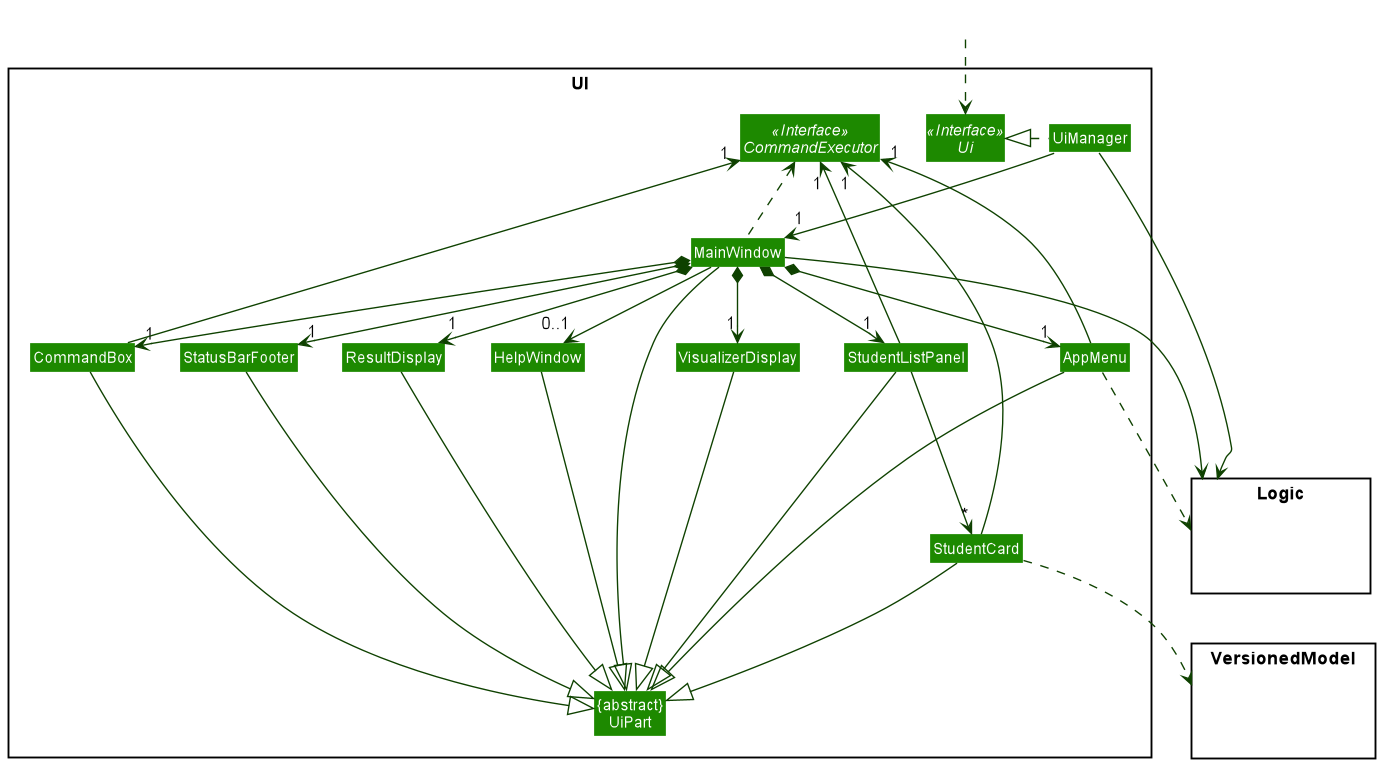 UI
«Interface»
CommandExecutor
«Interface»
Ui
UiManager
1
1
1
1
1
MainWindow
1
1
1
0..1
1
1
1
CommandBox
StatusBarFooter
ResultDisplay
HelpWindow
VisualizerDisplay
StudentListPanel
AppMenu
Logic
*
StudentCard
VersionedModel
{abstract}
UiPart